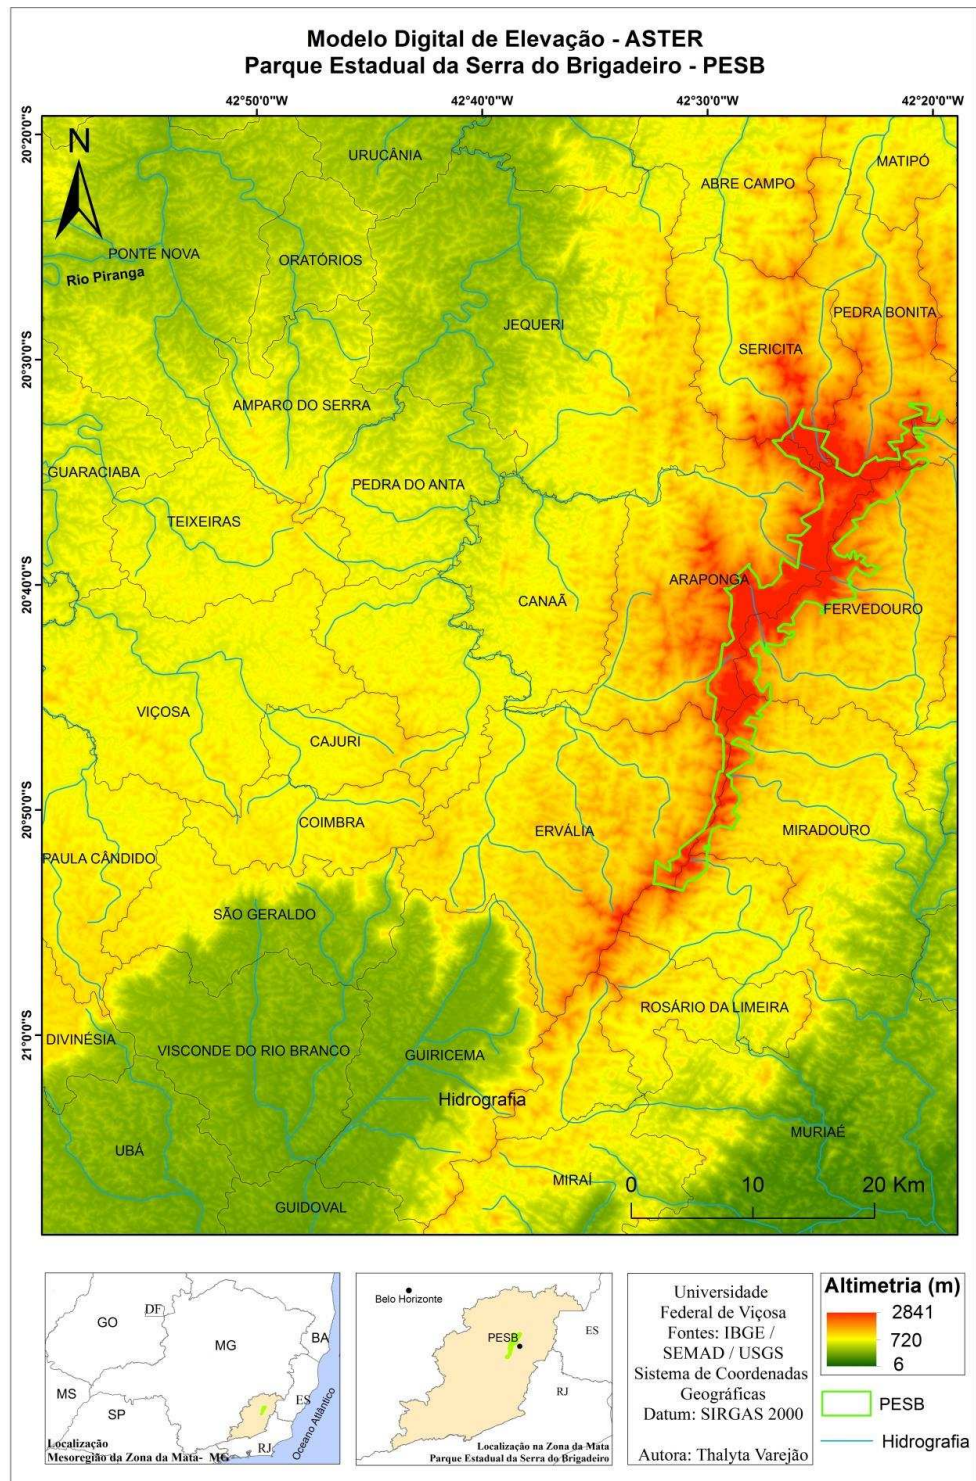 Modelo Digital de Elevação - ASTER
Parque Estadual da Serra do Brigadeiro - PESB
42°50'0"W
42°40'0"W
42°30'0"W
42°20'0"W
20°20'0"S
20°30'0"S
20°40'0"S
20°50'0"S
21°0'0"S
N
URUCÂNIA
ABRE CAMPO
MATIPÓ
PONTE NOVA
Rio Piranga
ORATÓRIOS
JEQUERI
PEDRA BONITA
SERICITA
AMPARO DO SERRA
GUARACIABA
PEDRA DO ANTA
TEIXEIRAS
CANAÃ
ARAPONGA
FERVEDOURO
VIÇOSA
CAJURI
COIMBRA
ERVÁLIA
MIRADOURO
PAULA CÂNDIDO
SÃO GERALDO
ROSÁRIO DA LIMEIRA
DIVINÉSIA
VISCONDE DO RIO BRANCO
GUIRICEMA
Hidrografia
UBÁ
MURIAÉ
MIRAÍ
GUIDOVAL
0
10
20 Km
GO
DF
MG
BA
MS
SP
ES
RJ
Oceano Atlântico
Localização
Mesoregião da Zona da Mata- MG
Belo Horizonte
PESB
ES
RJ
Localização na Zona da Mata
Parque Estadual da Serra do Brigadeiro
Universidade
Federal de Viçosa
Fontes: IBGE /
SEMAD / USGS
Sistema de Coordenadas
Geográficas
Datum: SIRGAS 2000
Autora: Thalyta Varejão
Altimetria (m)
2841
720
6
PESB
Hidrografia